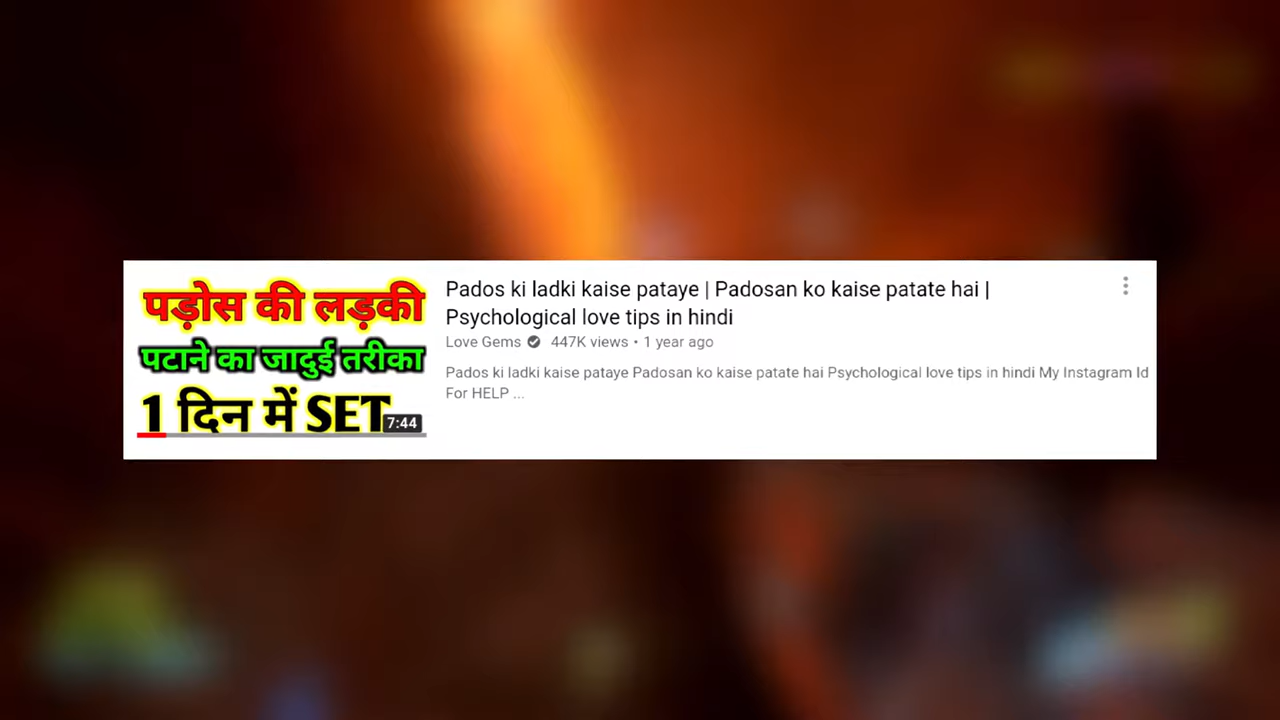 पड़ोस की लड़की
पटाने का जादुई तरीका
1 दिन में SET
7:44
Pados ki ladki kaise pataye | Padosan ko kaise patate hai |
Psychological love tips in hindi
Love Gems 447K views • 1 year ago
Pados ki ladki kaise pataye Padosan ko kaise patate hai Psychological love tips in hindi My Instagram Id
For HELP ...